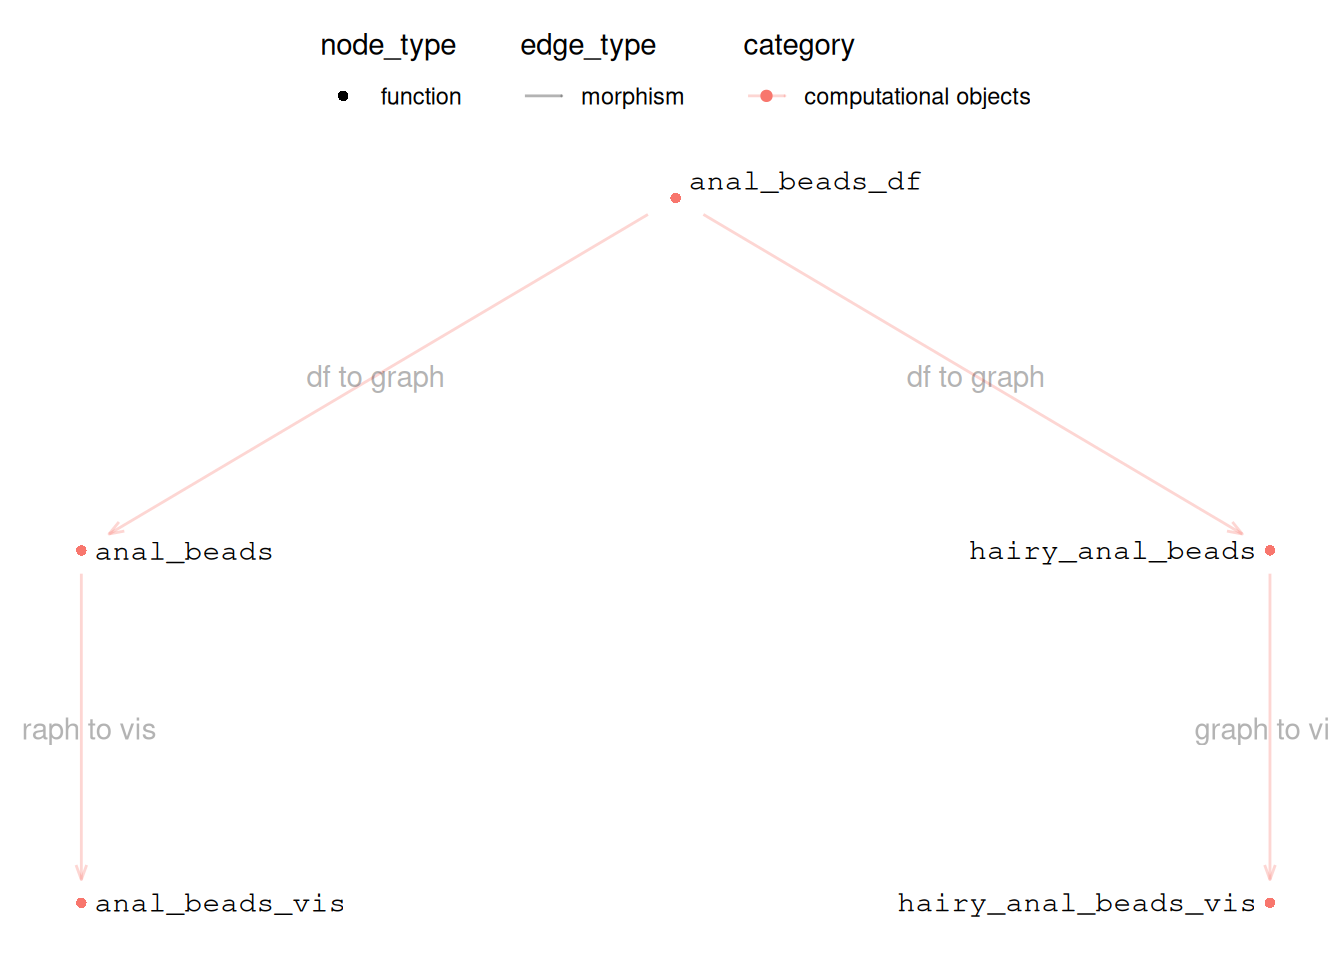 node_type edge_type category
function morphism computational objects
anal_beads_df
df to graph df to graph
anal_beads hairy_anal_beads
raph to vis graph to vi
anal_beads_vis hairy_anal_beads_vis